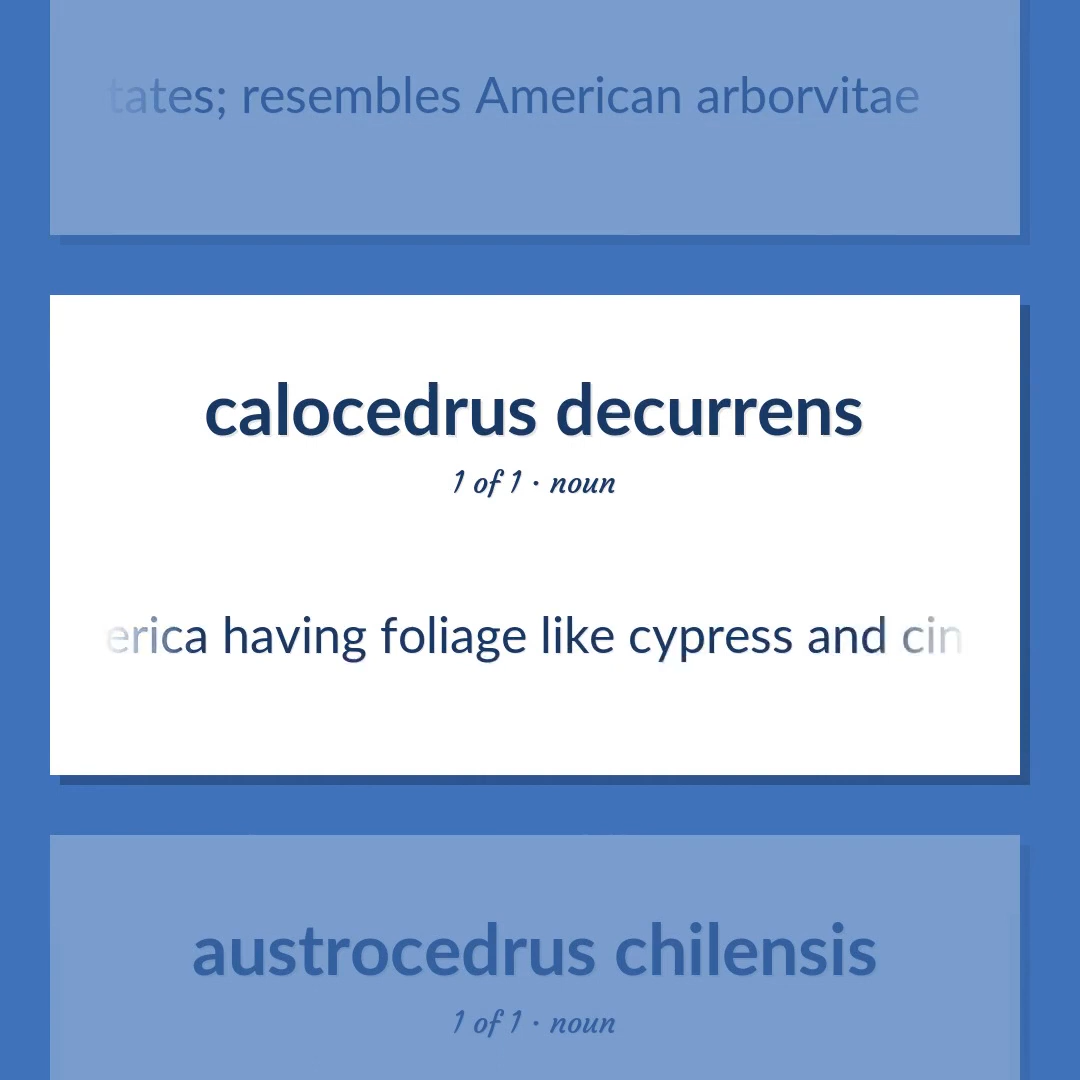 tates; resembles American arborvitae
calocedrus decurrens
1 of 1 · noun
erica having foliage like cypress and cin
austrocedrus chilensis
1 of 1 · noun